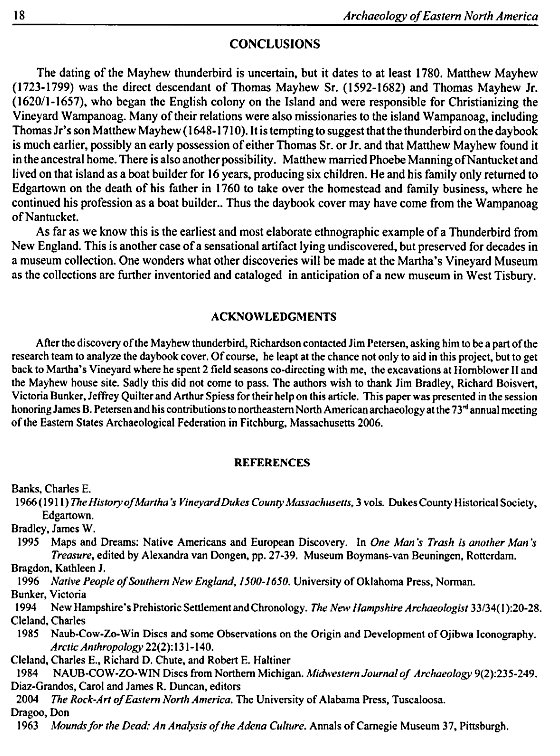 18 Archaeology of Eastern North America
CONCLUSIONS
The dating of the Mayhew thunderbird is uncertain, but it dates to at least 1780. Matthew Mayhew
(1723-1799) was the direct descendant of Thomas Mayhew Sr. (1592-1682) and Thomas Mayhew Jr.
(1620/1-1657), who began the English colony on the Island and were responsible for Christianizing the
Vineyard Wampanoag. Many of their relations were also missionaries to the island Wampanoag, including
Thomas Jr's son Matthew Mayhew (1648-1710). It is tempting to suggest that the thunderbird on the daybook
is much earlier, possibly an early possession of either Thomas Sr. or Jr. and that Matthew Mayhew found it
in the ancestral home. There is also another possibility. Matthew married Phoebe Manning of Nantucket and
lived on that island as a boat builder for 16 years, producing six children. He and his family only returned to
Edgartown on the death of his father in 1760 to take over the homestead and family business, where he
continued his profession as a boat builder.. Thus the daybook cover may have come from the Wampanoag
of Nantucket.
As far as we know this is the earliest and most elaborate ethnographic example of a Thunderbird from
New England. This is another case of a sensational artifact lying undiscovered, but preserved for decades in
a museum collection. One wonders what other discoveries will be made at the Martha's Vineyard Museum
as the collections are further inventoried and cataloged in anticipation of a new museum in West Tisbury.
ACKNOWLEDGMENTS
After the discovery of the Mayhew thunderbird, Richardson contacted Jim Petersen, asking him to be a part of the
research team to analyze the daybook cover. Of course, he leapt at the chance not only to aid in this project, but to get
back to Martha's Vineyard where he spent 2 field seasons co-directing with me, the excavations at Hornblower II and
the Mayhew house site. Sadly this did not come to pass. The authors wish to thank Jim Bradley, Richard Boisvert,
Victoria Bunker, Jeffrey Quilter and Arthur Spiess for their help on this article. This paper was presented in the session
honoring James B. Petersen and his contributions to northeastern North American archaeology at the 73rd annual meeting
of the Eastern States Archaeological Federation in Fitchburg, Massachusetts 2006.
REFERENCES
Banks, Charles E.
1966 (1911) The History of Martha's Vineyard Dukes County Massachusetts, 3 vols. Dukes County Historical Society,
Edgartown.
Bradley, James W.
1995 Maps and Dreams: Native Americans and European Discovery. In One Man's Trash is another Man's
Treasure, edited by Alexandra van Dongen, pp. 27-39. Museum Boymans-van Beuningen, Rotterdam.
Bragdon, Kathleen J.
1996 Native People of Southern New England, 1500-1650. University of Oklahoma Press, Norman.
Bunker, Victoria
1994 New Hampshire's Prehistoric Settlement and Chronology. The New Hampshire Archaeologist 33/34(1):20-28.
Cleland, Charles
1985 Naub-Cow-Zo-Win Discs and some Observations on the Origin and Development of Ojibwa Iconography.
Arctic Anthropology 22(2):131-140.
Cleland, Charles E., Richard D. Chute, and Robert E. Haltiner
1984 NAUB-COW-ZO-WIN Discs from Northern Michigan. Midwestern Journal of Archaeology 9(2):235-249.
Diaz-Grandos, Carol and James R. Duncan, editors
2004 The Rock-Art of Eastern North America. The University of Alabama Press, Tuscaloosa.
Dragoo, Don
1963 Mounds for the Dead: An Analysis of the Adena Culture. Annals of Carnegie Museum 37, Pittsburgh.